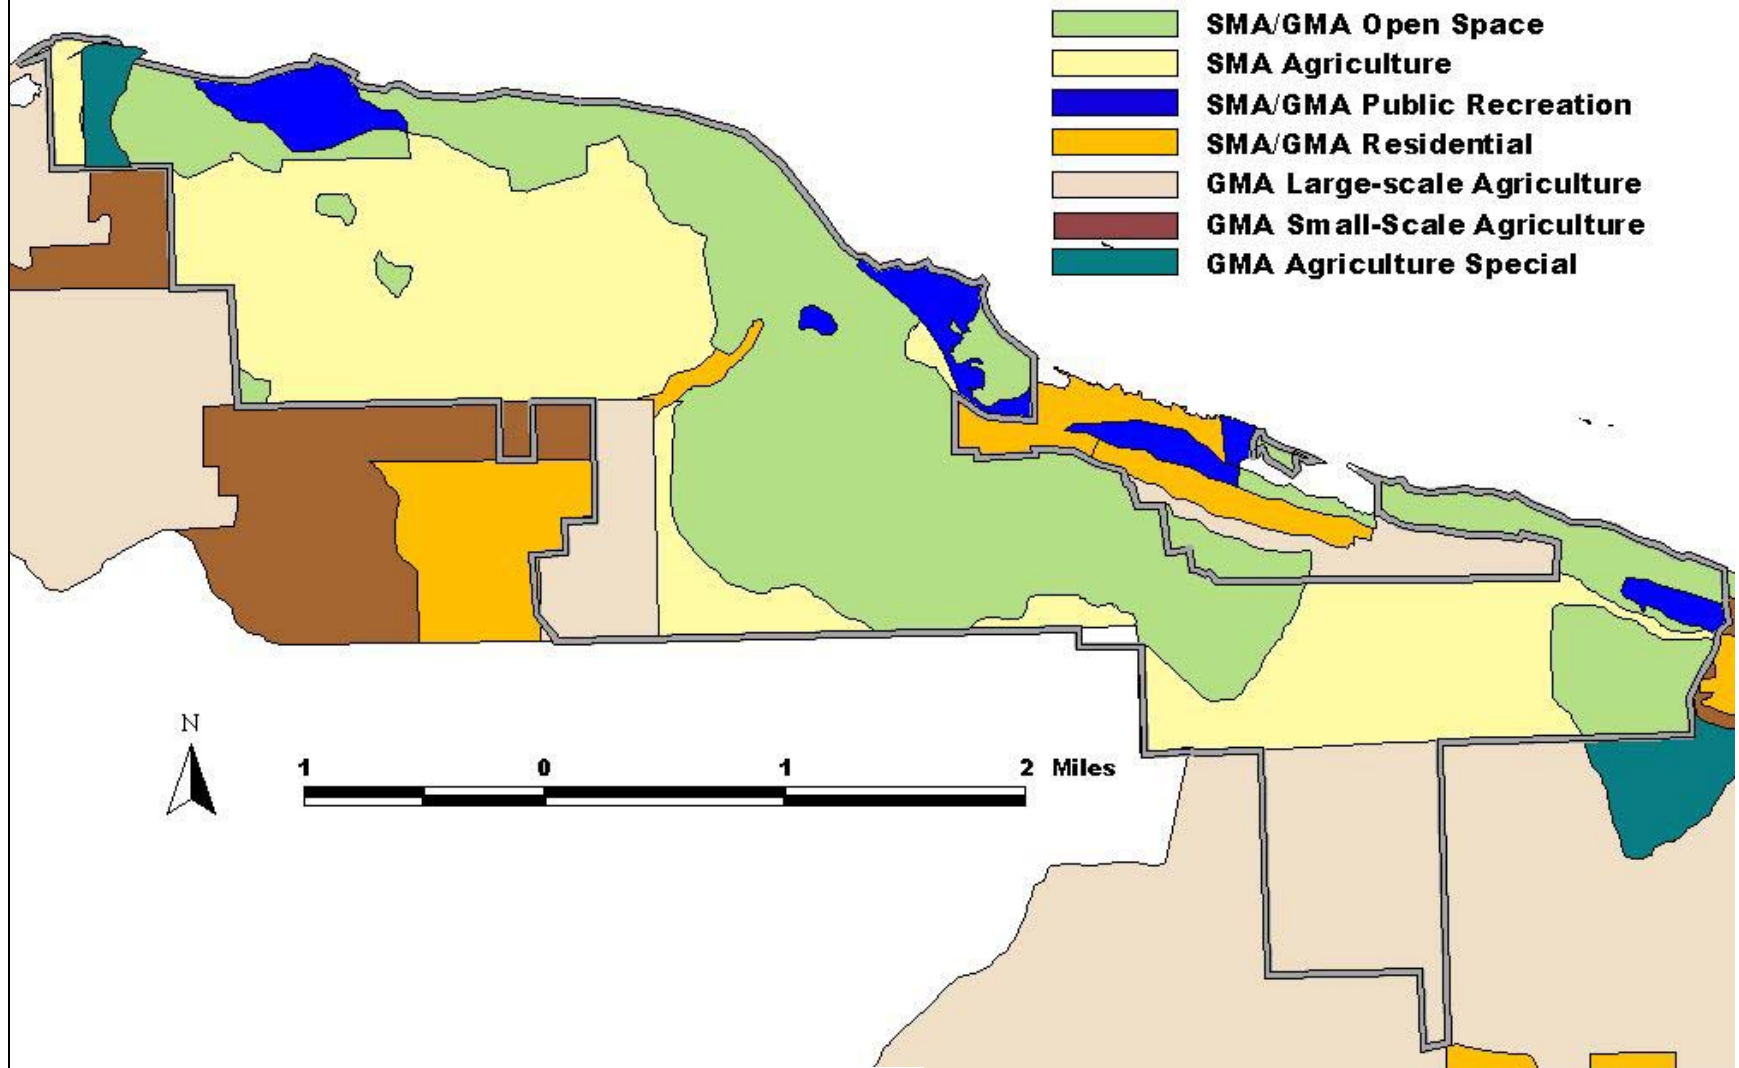 SMA/GMA Open Space
SMA Agriculture
SMA/GMA Public Recreation
SMA/GMA Residential
GMA Large-scale Agriculture
GMA Small-Scale Agriculture
GMA Agriculture Special
N
1 0 1 2 Miles